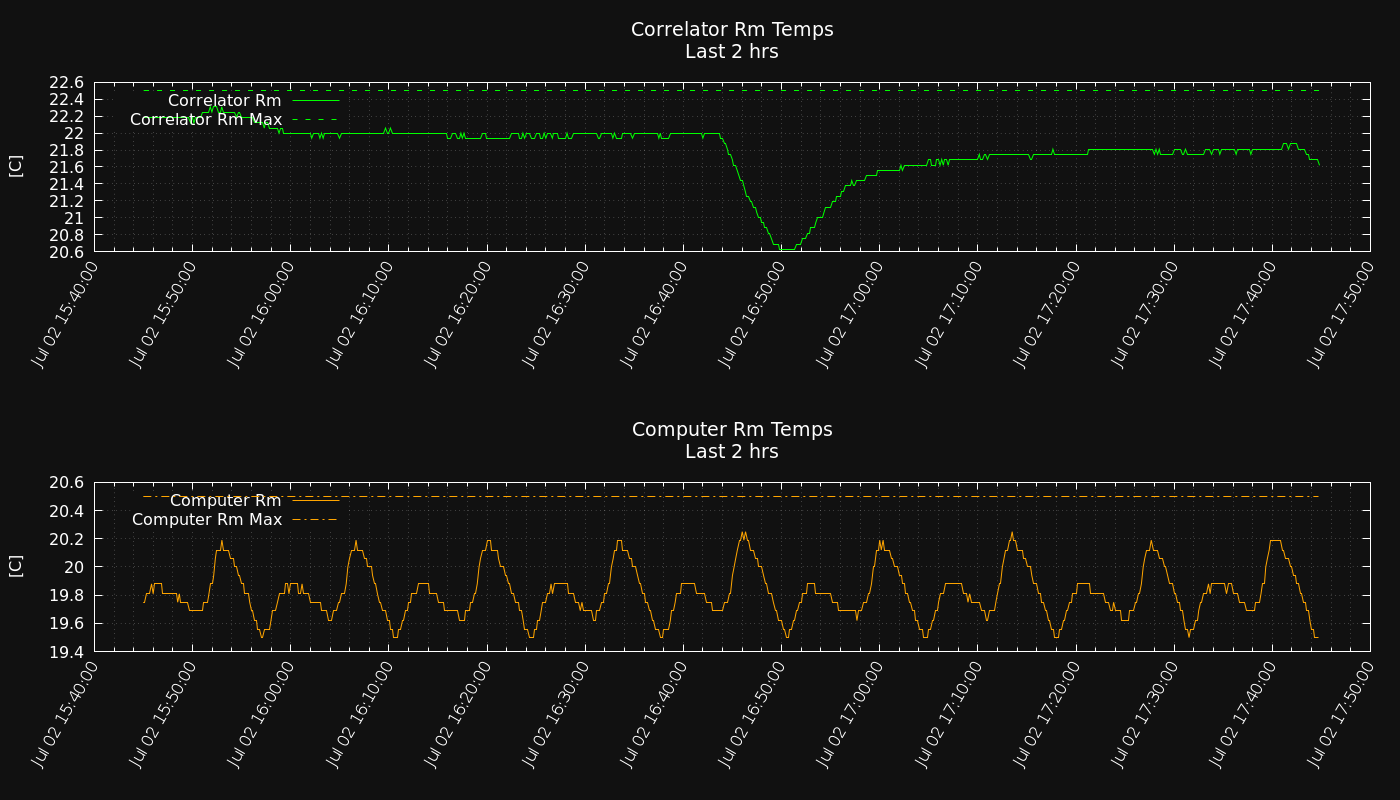 Correlator Rm Temps
Last 2 hrs
22.6
22.4
22.2
22
21.8
21.6
21.4
21.2
21
20.8
20.6
[C]
Correlator Rm
Correlator Rm Max
Jul 02 15:40:00
Jul 02 15:50:00
Jul 02 16:00:00
Jul 02 16:10:00
Jul 02 16:20:00
Jul 02 16:30:00
Jul 02 16:40:00
Jul 02 16:50:00
Jul 02 17:00:00
Jul 02 17:10:00
Jul 02 17:20:00
Jul 02 17:30:00
Jul 02 17:40:00
Jul 02 17:50:00
Computer Rm Temps
Last 2 hrs
20.6
20.4
20.2
20
19.8
19.6
19.4
[C]
Computer Rm
Computer Rm Max
Jul 02 15:40:00
Jul 02 15:50:00
Jul 02 16:00:00
Jul 02 16:10:00
Jul 02 16:20:00
Jul 02 16:30:00
Jul 02 16:40:00
Jul 02 16:50:00
Jul 02 17:00:00
Jul 02 17:10:00
Jul 02 17:20:00
Jul 02 17:30:00
Jul 02 17:40:00
Jul 02 17:50:00